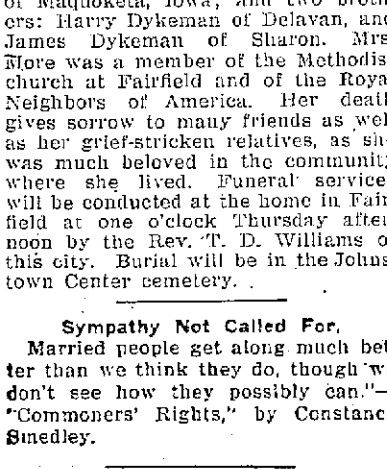 of Maquoketa, Iowa, and two broth
ers: Harry Dykeman of Delavan, and
James Dykeman of Sharon. Mrs
More was a member of the Methodis
church at Fairfield and of the Roya
Neighbors of America. Her deatl
gives sorrow to many friends as wel
as her grief-stricken relatives, as sh
was much beloved in the communit
where she lived. Funeral service
will be conducted at the home in Fair
field at one o'clock Thursday after
noon by the Rev. T. D. Williams o
this city. Burial will be in the Johns
town Center cemetery.
Sympathy Not Called For.
Married people get along much bet
ter than we think they do, though w
don't see how they possibly can."—
"Commoners' Rights," by Constanc
Smedley.